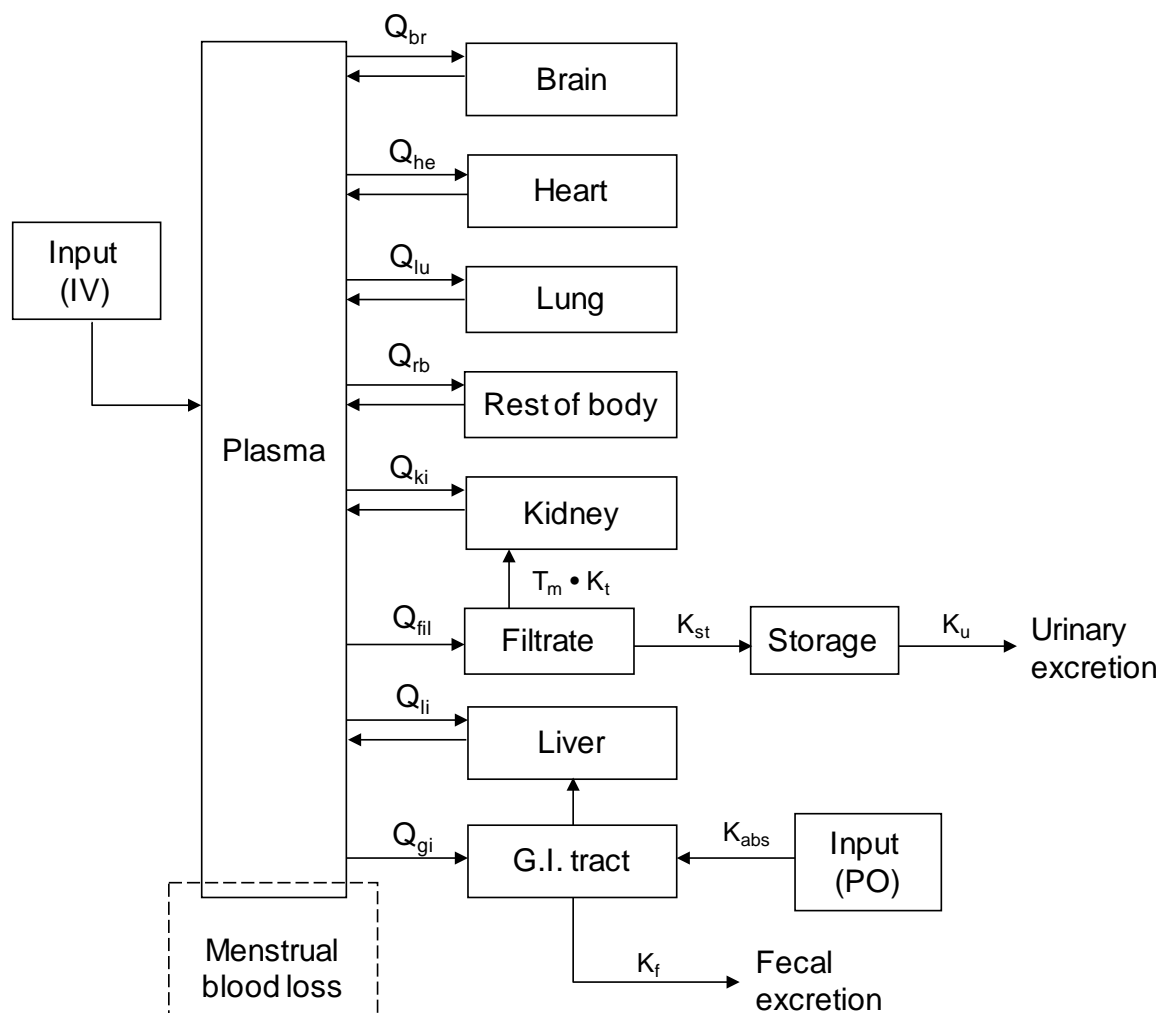 Q_br
Brain
Q_he
Heart
Input
(IV)
Q_lu
Lung
Q_rb
Rest of body
Plasma
Q_ki
Kidney
T_m • K_t
Q_fil
Filtrate
K_st
Storage
K_u
Urinary
excretion
Q_li
Liver
Q_gi
G.I. tract
K_abs
Input
(PO)
Menstrual
blood loss
K_f
Fecal
excretion